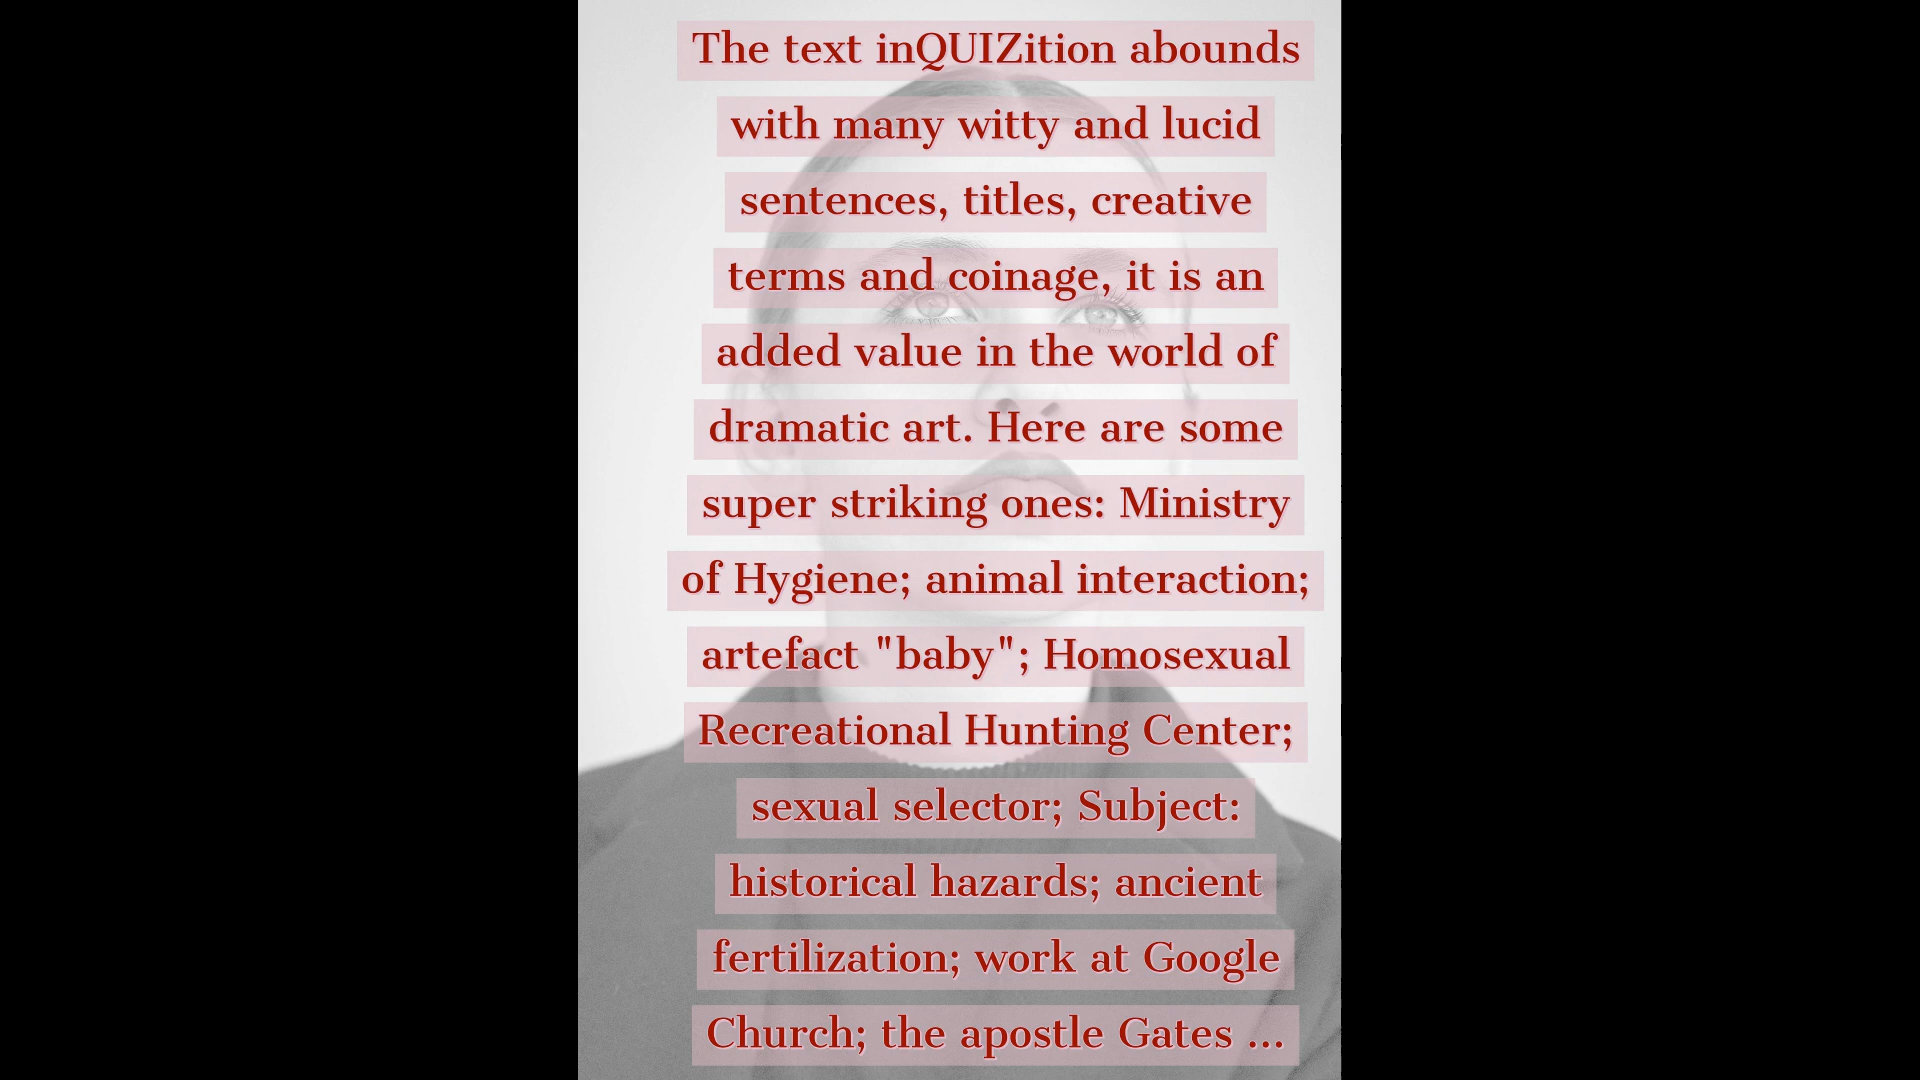 The text inQUIZition abounds
with many witty and lucid
sentences, titles, creative
terms and coinage, it is an
added value in the world of
dramatic art. Here are some
super striking ones: Ministry
of Hygiene; animal interaction;
artefact "baby"; Homosexual
Recreational Hunting Center;
sexual selector; Subject:
historical hazards; ancient
fertilization; work at Google
Church; the apostle Gates ...